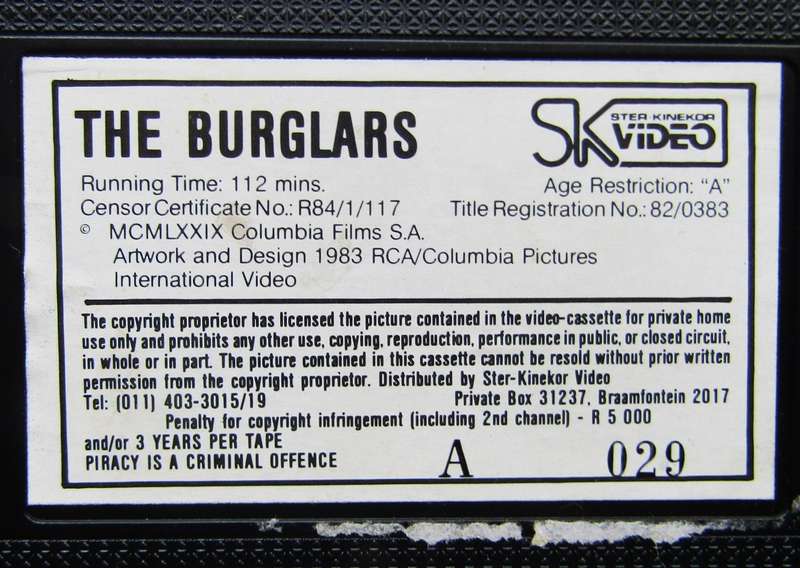 THE BURGLARS
SK STER KINEKOR VIDEO
Running Time: 112 mins. Age Restriction: "A"
Censor Certificate No.: R84/1/117 Title Registration No.: 82/0383
© MCMLXXIX Columbia Films S.A.
Artwork and Design 1983 RCA/Columbia Pictures
International Video
The copyright proprietor has licensed the picture contained in the video-cassette for private home
use only and prohibits any other use, copying, reproduction, performance in public, or closed circuit,
in whole or in part. The picture contained in this cassette cannot be resold without prior written
permission from the copyright proprietor. Distributed by Ster-Kinekor Video
Tel: (011) 403-3015/19 Private Box 31237, Braamfontein 2017
Penalty for copyright infringement (including 2nd channel) - R 5 000
and/or 3 YEARS PER TAPE
PIRACY IS A CRIMINAL OFFENCE A 029